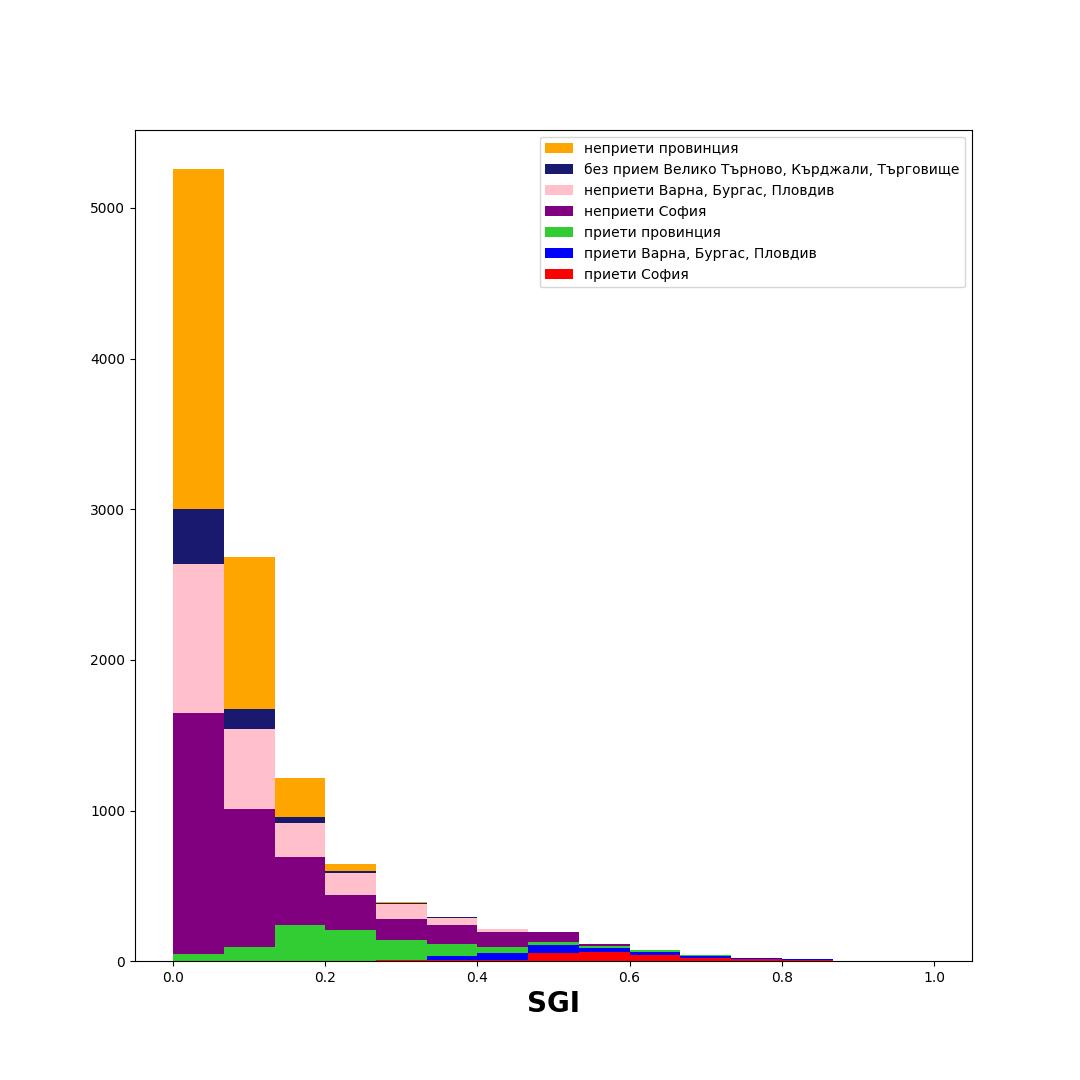 неприети провинция
без прием Велико Търново, Кърджали, Търговище
неприети Варна, Бургас, Пловдив
неприети София
приети провинция
приети Варна, Бургас, Пловдив
приети София
5000
4000
3000
2000
1000
0
0.0 0.2 0.4 0.6 0.8 1.0
SGI